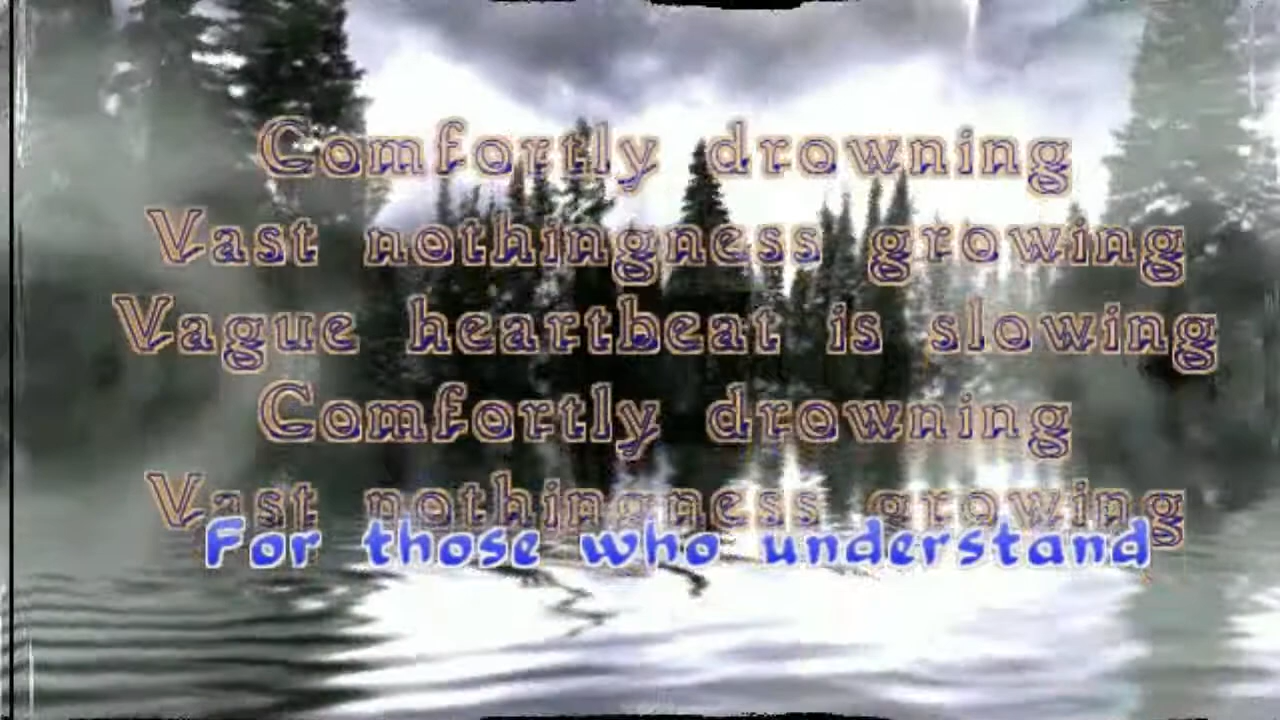 Comfortly drowning
Vast nothingness growing
Vague heartbeat is slowing
Comfortly drowning
Vast nothingness growing
For those who understand